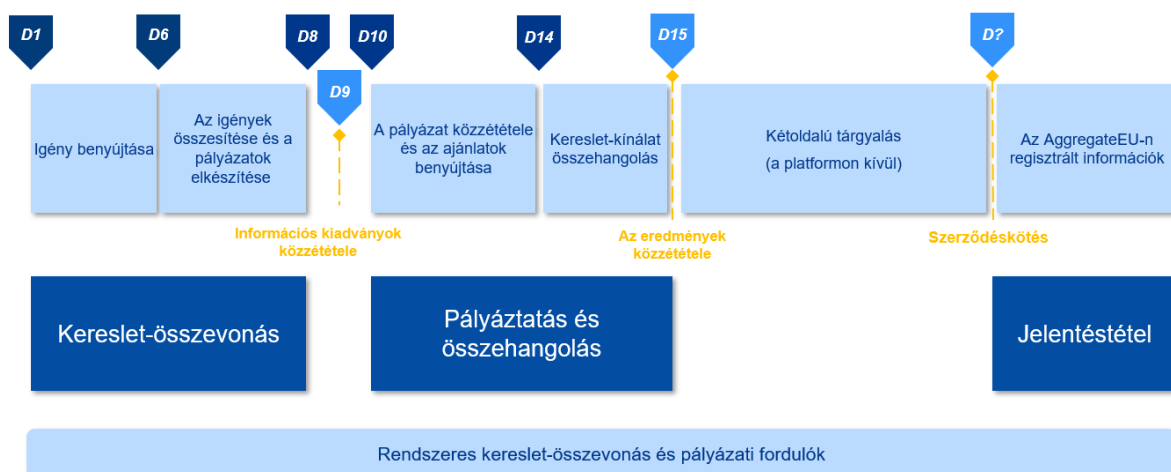 D1
D6
D8
D10
D14
D15
D?
D9
Igény benyújtása
Az igények
összesítése és a
pályázatok
elkészítése
A pályázat közzététele
és az ajánlatok
benyújtása
Kereslet-kínálat
összehangolás
Kétoldalú tárgyalás
(a platformon kívül)
Az AggregateEU-n
regisztrált információk
Információs kiadványok
közzététele
Az eredmények
közzététele
Szerződéskötés
Kereslet-összevonás
Pályáztatás és
összehangolás
Jelentéstétel
Rendszeres kereslet-összevonás és pályázati fordulók